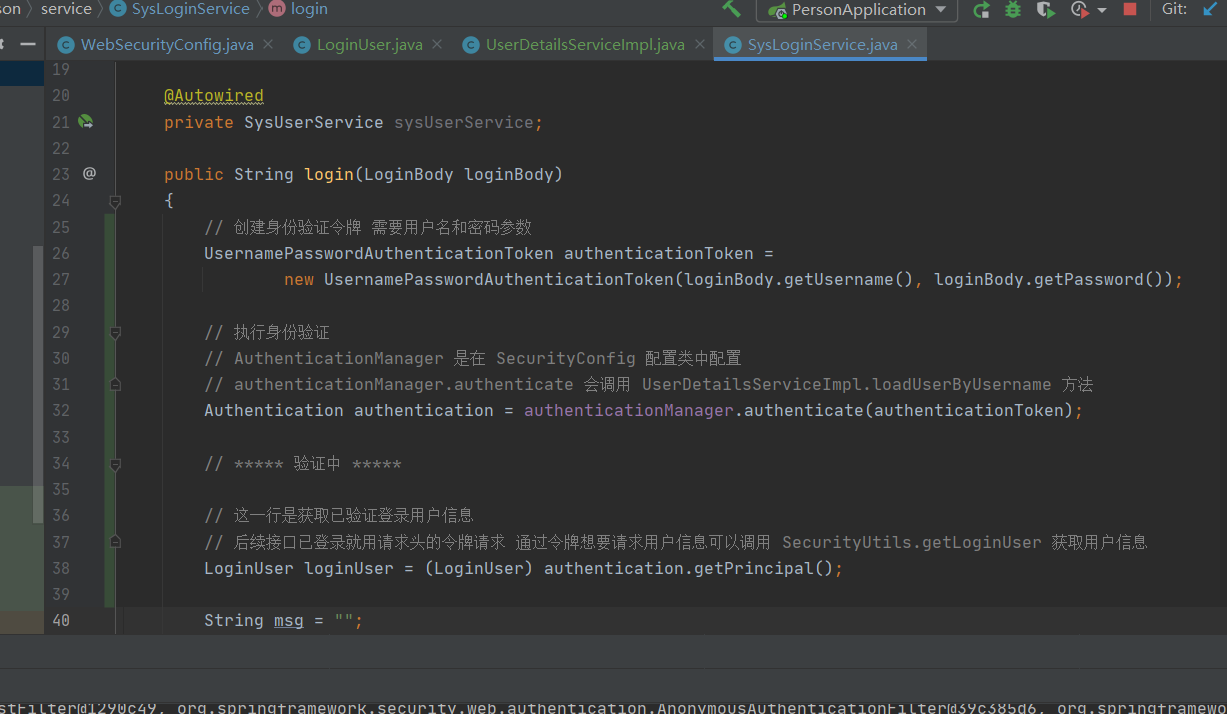 son 〉 service 〉 SysLoginService 〉 login PersonApplication Git:
WebSecurityConfig.java LoginUser.java UserDetailsServiceImpl.java SysLoginService.java
19
20 @Autowired
21 private SysUserService sysUserService;
22
23 @ public String login(LoginBody loginBody)
24 {
25 // 创建身份验证令牌 需要用户名和密码参数
26 UsernamePasswordAuthenticationToken authenticationToken =
27 new UsernamePasswordAuthenticationToken(loginBody.getUsername(), loginBody.getPassword());
28
29 // 执行身份验证
30 // AuthenticationManager 是在 SecurityConfig 配置类中配置
31 // authenticationManager.authenticate 会调用 UserDetailsServiceImpl.loadUserByUsername 方法
32 Authentication authentication = authenticationManager.authenticate(authenticationToken);
33
34 // ***** 验证中 *****
35
36 // 这一行是获取已验证登录用户信息
37 // 后续接口已登录就用请求头的令牌请求 通过令牌想要请求用户信息可以调用 SecurityUtils.getLoginUser 获取用户信息
38 LoginUser loginUser = (LoginUser) authentication.getPrincipal();
39
40 String msg = "";
stFilter@1290c49, org.springframework.security.web.authentication.AnonymousAuthenticationFilter@39c385d6, org.springframewo